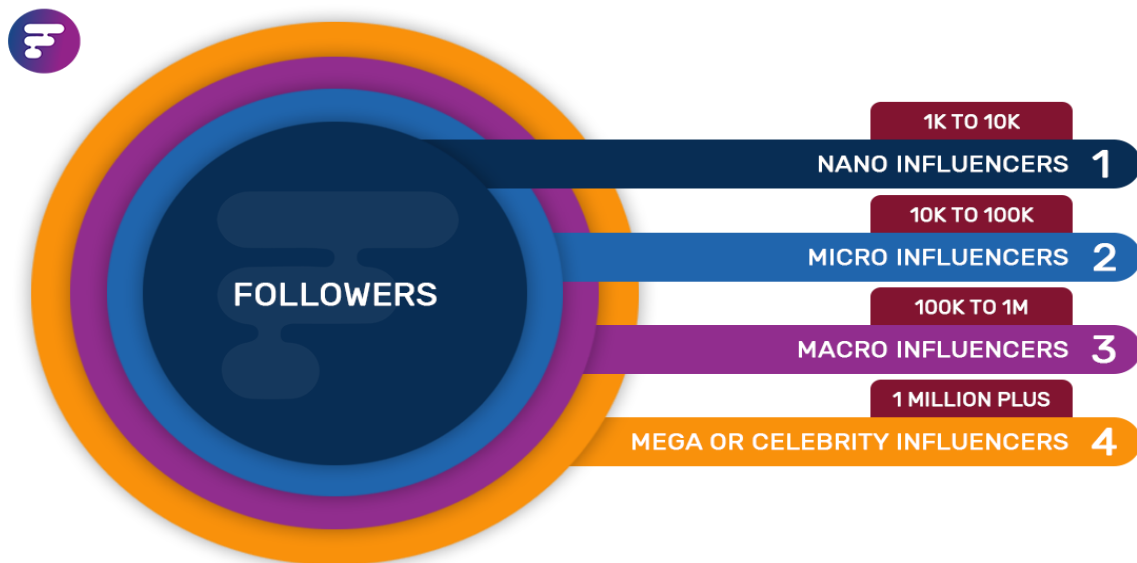 FOLLOWERS
1K TO 10K
NANO INFLUENCERS 1
10K TO 100K
MICRO INFLUENCERS 2
100K TO 1M
MACRO INFLUENCERS 3
1 MILLION PLUS
MEGA OR CELEBRITY INFLUENCERS 4